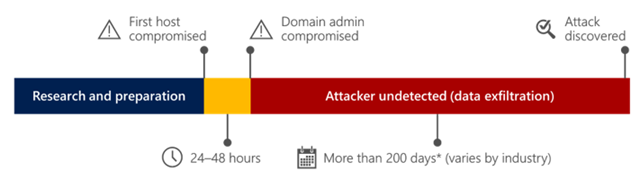 First host
compromised
Domain admin
compromised
Attack
discovered
Research and preparation
Attacker undetected (data exfiltration)
24–48 hours
More than 200 days* (varies by industry)